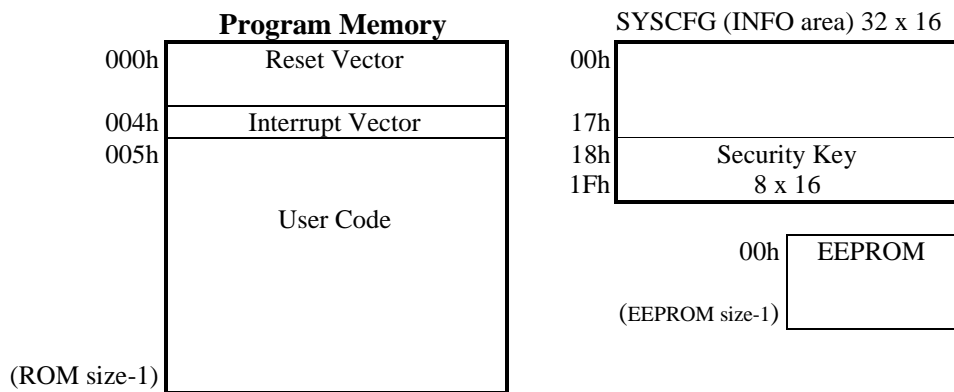 Program Memory
000h Reset Vector
004h Interrupt Vector
005h
User Code
(ROM size-1)
SYSCFG (INFO area) 32 x 16
00h
17h
18h Security Key
1Fh 8 x 16
00h EEPROM
(EEPROM size-1)